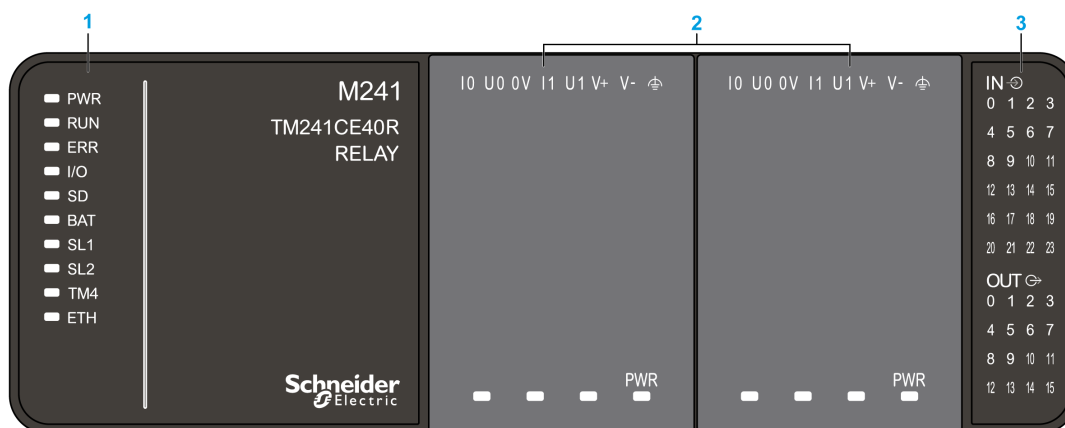 1
2
3
PWR
RUN
ERR
I/O
SD
BAT
SL1
SL2
TM4
ETH
M241
TM241CE40R
RELAY
Schneider
Electric
I0 U0 0V I1 U1 V+ V-
PWR
I0 U0 0V I1 U1 V+ V-
PWR
IN
0 1 2 3
4 5 6 7
8 9 10 11
12 13 14 15
16 17 18 19
20 21 22 23
OUT
0 1 2 3
4 5 6 7
8 9 10 11
12 13 14 15